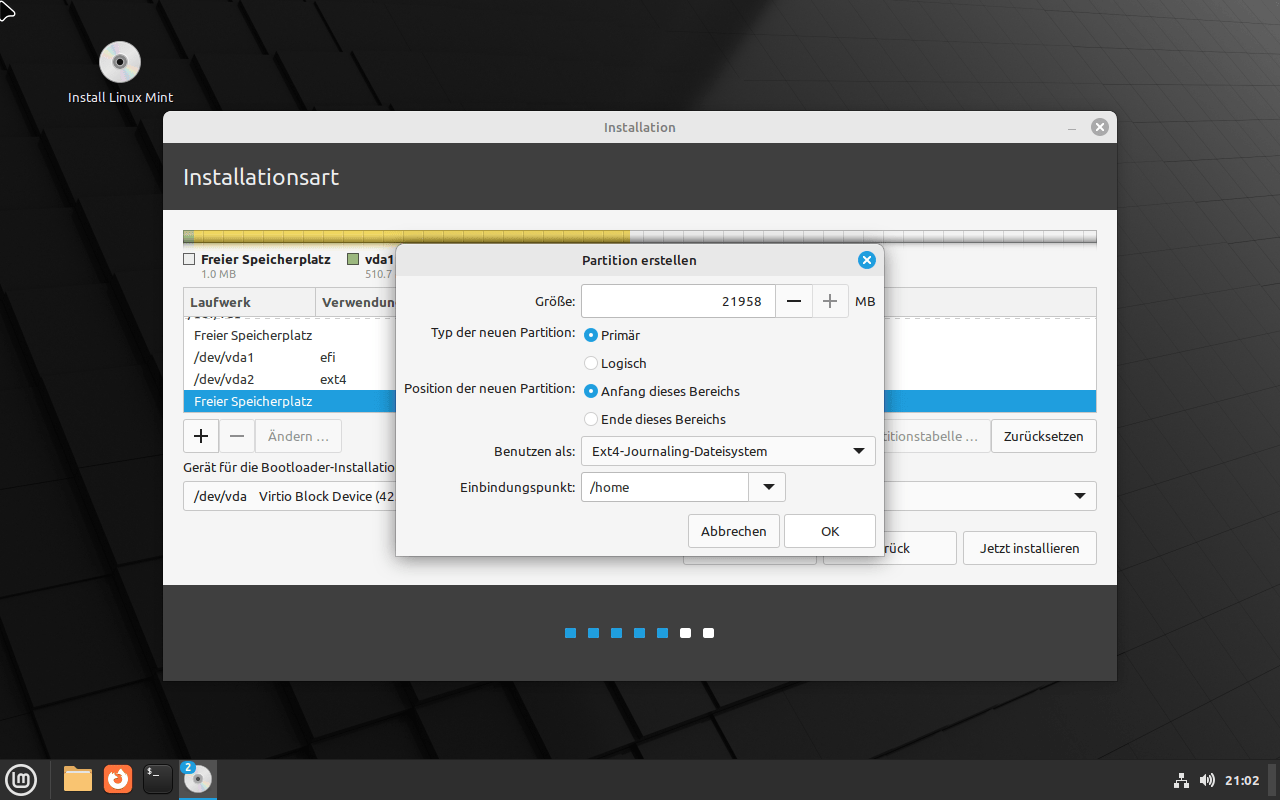 Install Linux Mint
Installation
Installationsart
Freier Speicherplatz
1.0 MB
vda1
510.7
Laufwerk
Verwendun
Freier Speicherplatz
/dev/vda1 efi
/dev/vda2 ext4
Freier Speicherplatz
Ändern ...
titionstabelle ...
Zurücksetzen
Gerät für die Bootloader-Installatio
/dev/vda Virtio Block Device (42
rück
Jetzt installieren
Partition erstellen
Größe: 21958 MB
Typ der neuen Partition: Primär
Logisch
Position der neuen Partition: Anfang dieses Bereichs
Ende dieses Bereichs
Benutzen als: Ext4-Journaling-Dateisystem
Einbindungspunkt: /home
Abbrechen
OK
lm
$_
2
21:02